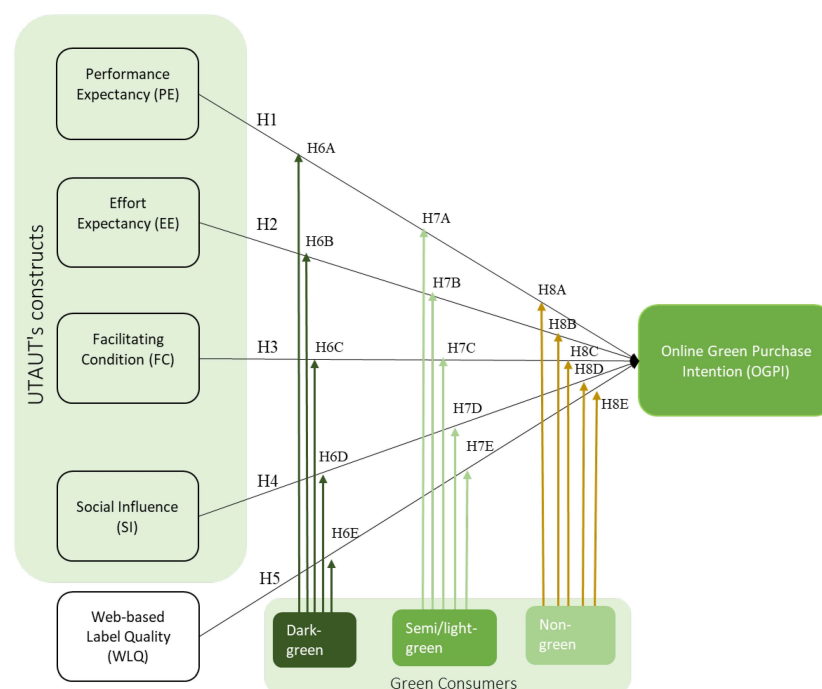 UTAUT's constructs
Performance
Expectancy (PE)
Effort
Expectancy (EE)
Facilitating
Condition (FC)
Social Influence
(SI)
Web-based
Label Quality
(WLQ)
H1
H2
H3
H4
H5
H6A
H6B
H6C
H6D
H6E
H7A
H7B
H7C
H7D
H7E
H8A
H8B
H8C
H8D
H8E
Online Green Purchase
Intention (OGPI)
Dark-
green
Semi/light-
green
Non-
green
Green Consumers